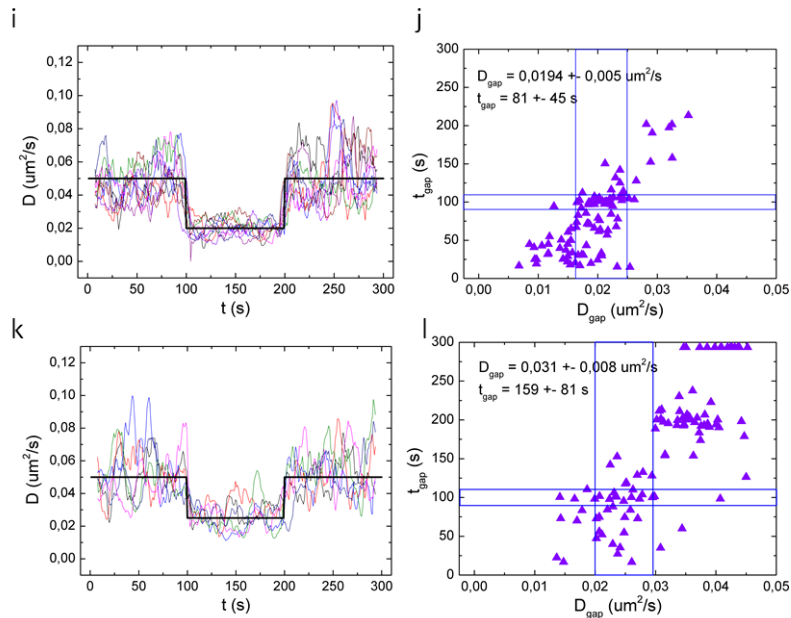 i
0,12
0,10
0,08
0,06
0,04
0,02
0,00
D (um²/s)
0 50 100 150 200 250 300
t (s)
j
300
250
200
150
100
50
0
t_gap (s)
D_gap = 0,0194 +- 0,005 um²/s
t_gap = 81 +- 45 s
0,00 0,01 0,02 0,03 0,04 0,05
D_gap (um²/s)
k
0,12
0,10
0,08
0,06
0,04
0,02
0,00
D (um²/s)
0 50 100 150 200 250 300
t (s)
l
300
250
200
150
100
50
0
t_gap (s)
D_gap = 0,031 +- 0,008 um²/s
t_gap = 159 +- 81 s
0,00 0,01 0,02 0,03 0,04 0,05
D_gap (um²/s)